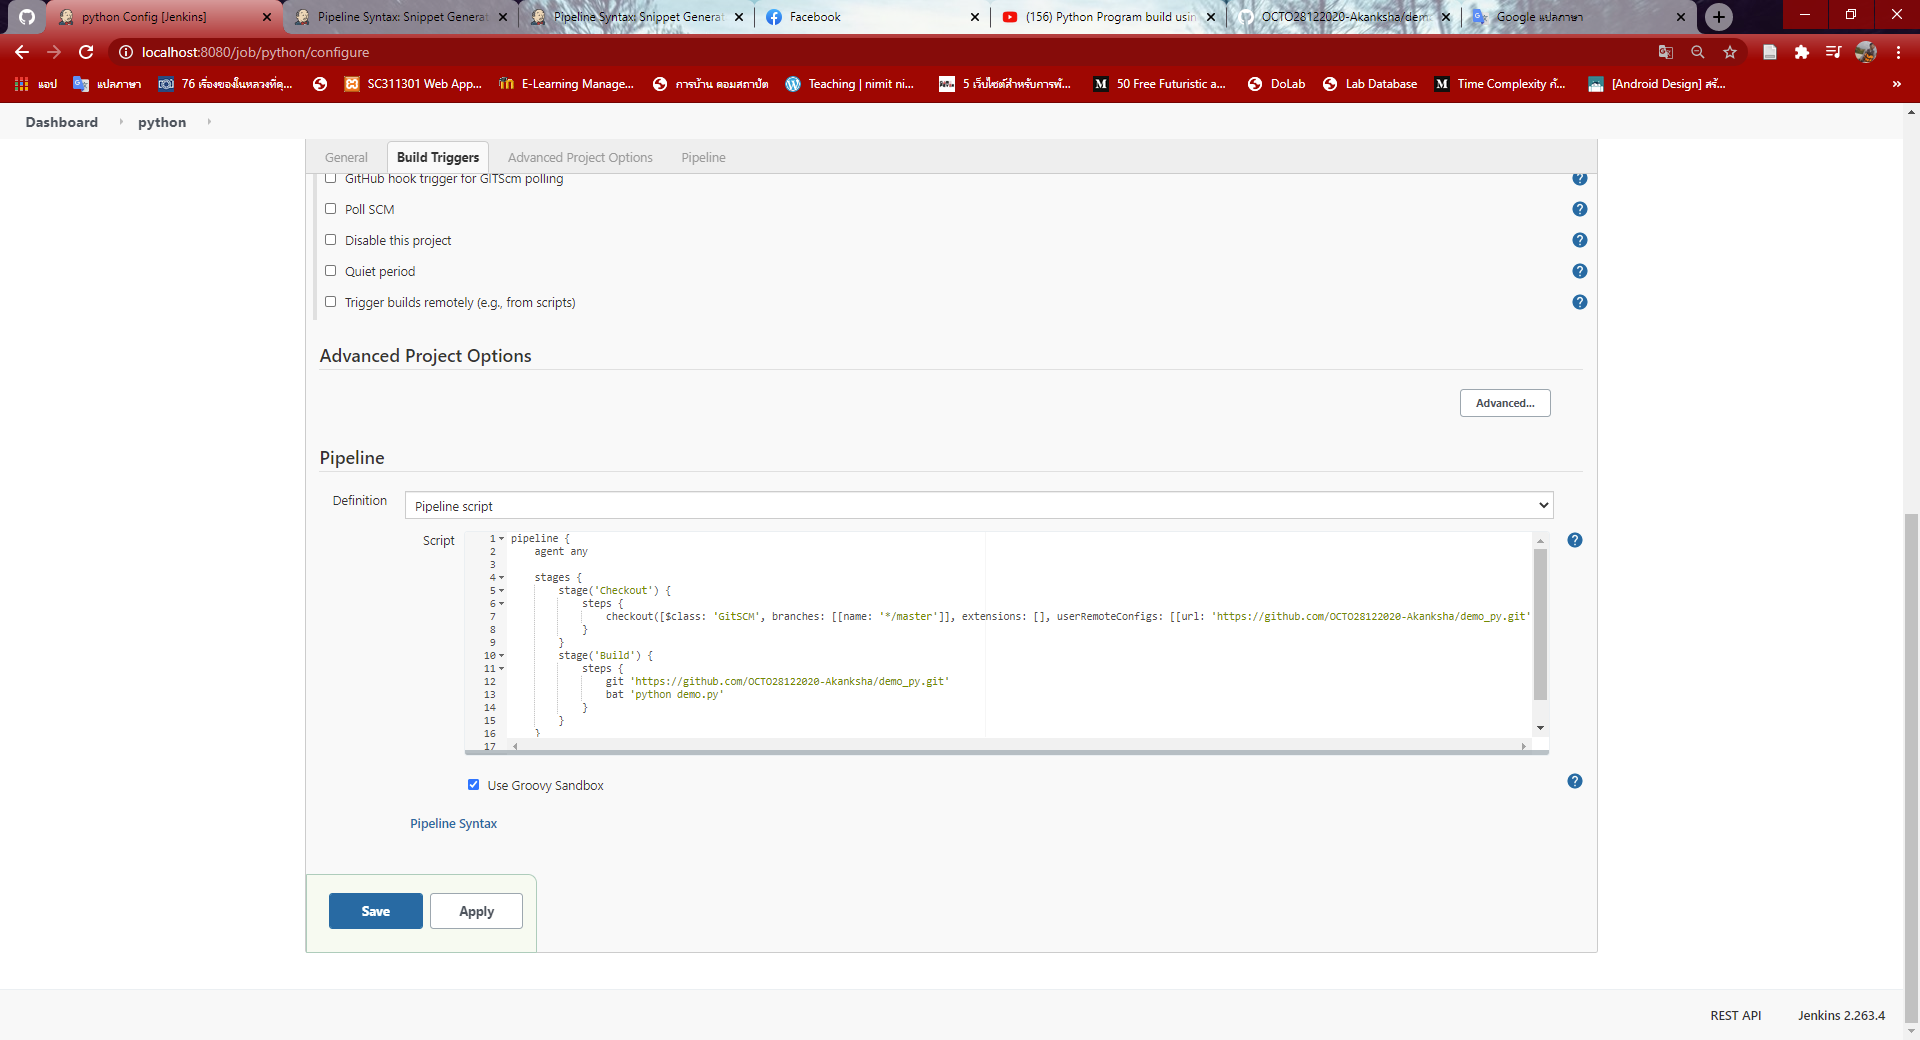 python Config [Jenkins]
Pipeline Syntax: Snippet Generat
Pipeline Syntax: Snippet Generat
Facebook
(156) Python Program build usin
OCTO28122020-Akanksha/dem
Google แปลภาษา
localhost:8080/job/python/configure
แอป
แปลภาษา
76 เรื่องของในหลวงที่คุ...
SC311301 Web App...
E-Learning Manage...
การบ้าน คอมสถาปัต
Teaching | nimit ni...
5 เว็บไซต์สำหรับการพั...
50 Free Futuristic a...
DoLab
Lab Database
Time Complexity คื...
[Android Design] สร้...
Dashboard
python
General
Build Triggers
Advanced Project Options
Pipeline
GitHub hook trigger for GITScm polling
Poll SCM
Disable this project
Quiet period
Trigger builds remotely (e.g., from scripts)
Advanced Project Options
Advanced...
Pipeline
Definition
Pipeline script
Script
1 pipeline {
2 agent any
3
4 stages {
5 stage('Checkout') {
6 steps {
7 checkout([$class: 'GitSCM', branches: [[name: '*/master']], extensions: [], userRemoteConfigs: [[url: 'https://github.com/OCTO28122020-Akanksha/demo_py.git'
8 }
9 }
10 stage('Build') {
11 steps {
12 git 'https://github.com/OCTO28122020-Akanksha/demo_py.git'
13 bat 'python demo.py'
14 }
15 }
16 }
17
Use Groovy Sandbox
Pipeline Syntax
Save
Apply
REST API
Jenkins 2.263.4